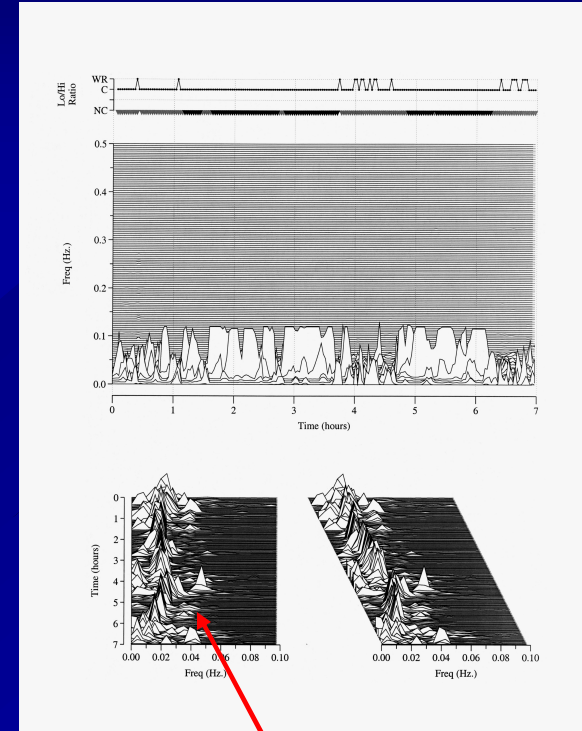 Lo/Hi
Ratio
WR
C
NC
Freq (Hz.)
0.5
0.4
0.3
0.2
0.1
0.0
0 1 2 3 4 5 6 7
Time (hours)
Time (hours)
0
1
2
3
4
5
6
7
0.00 0.02 0.04 0.06 0.08 0.10
Freq (Hz.)
0.00 0.02 0.04 0.06 0.08 0.10
Freq (Hz.)